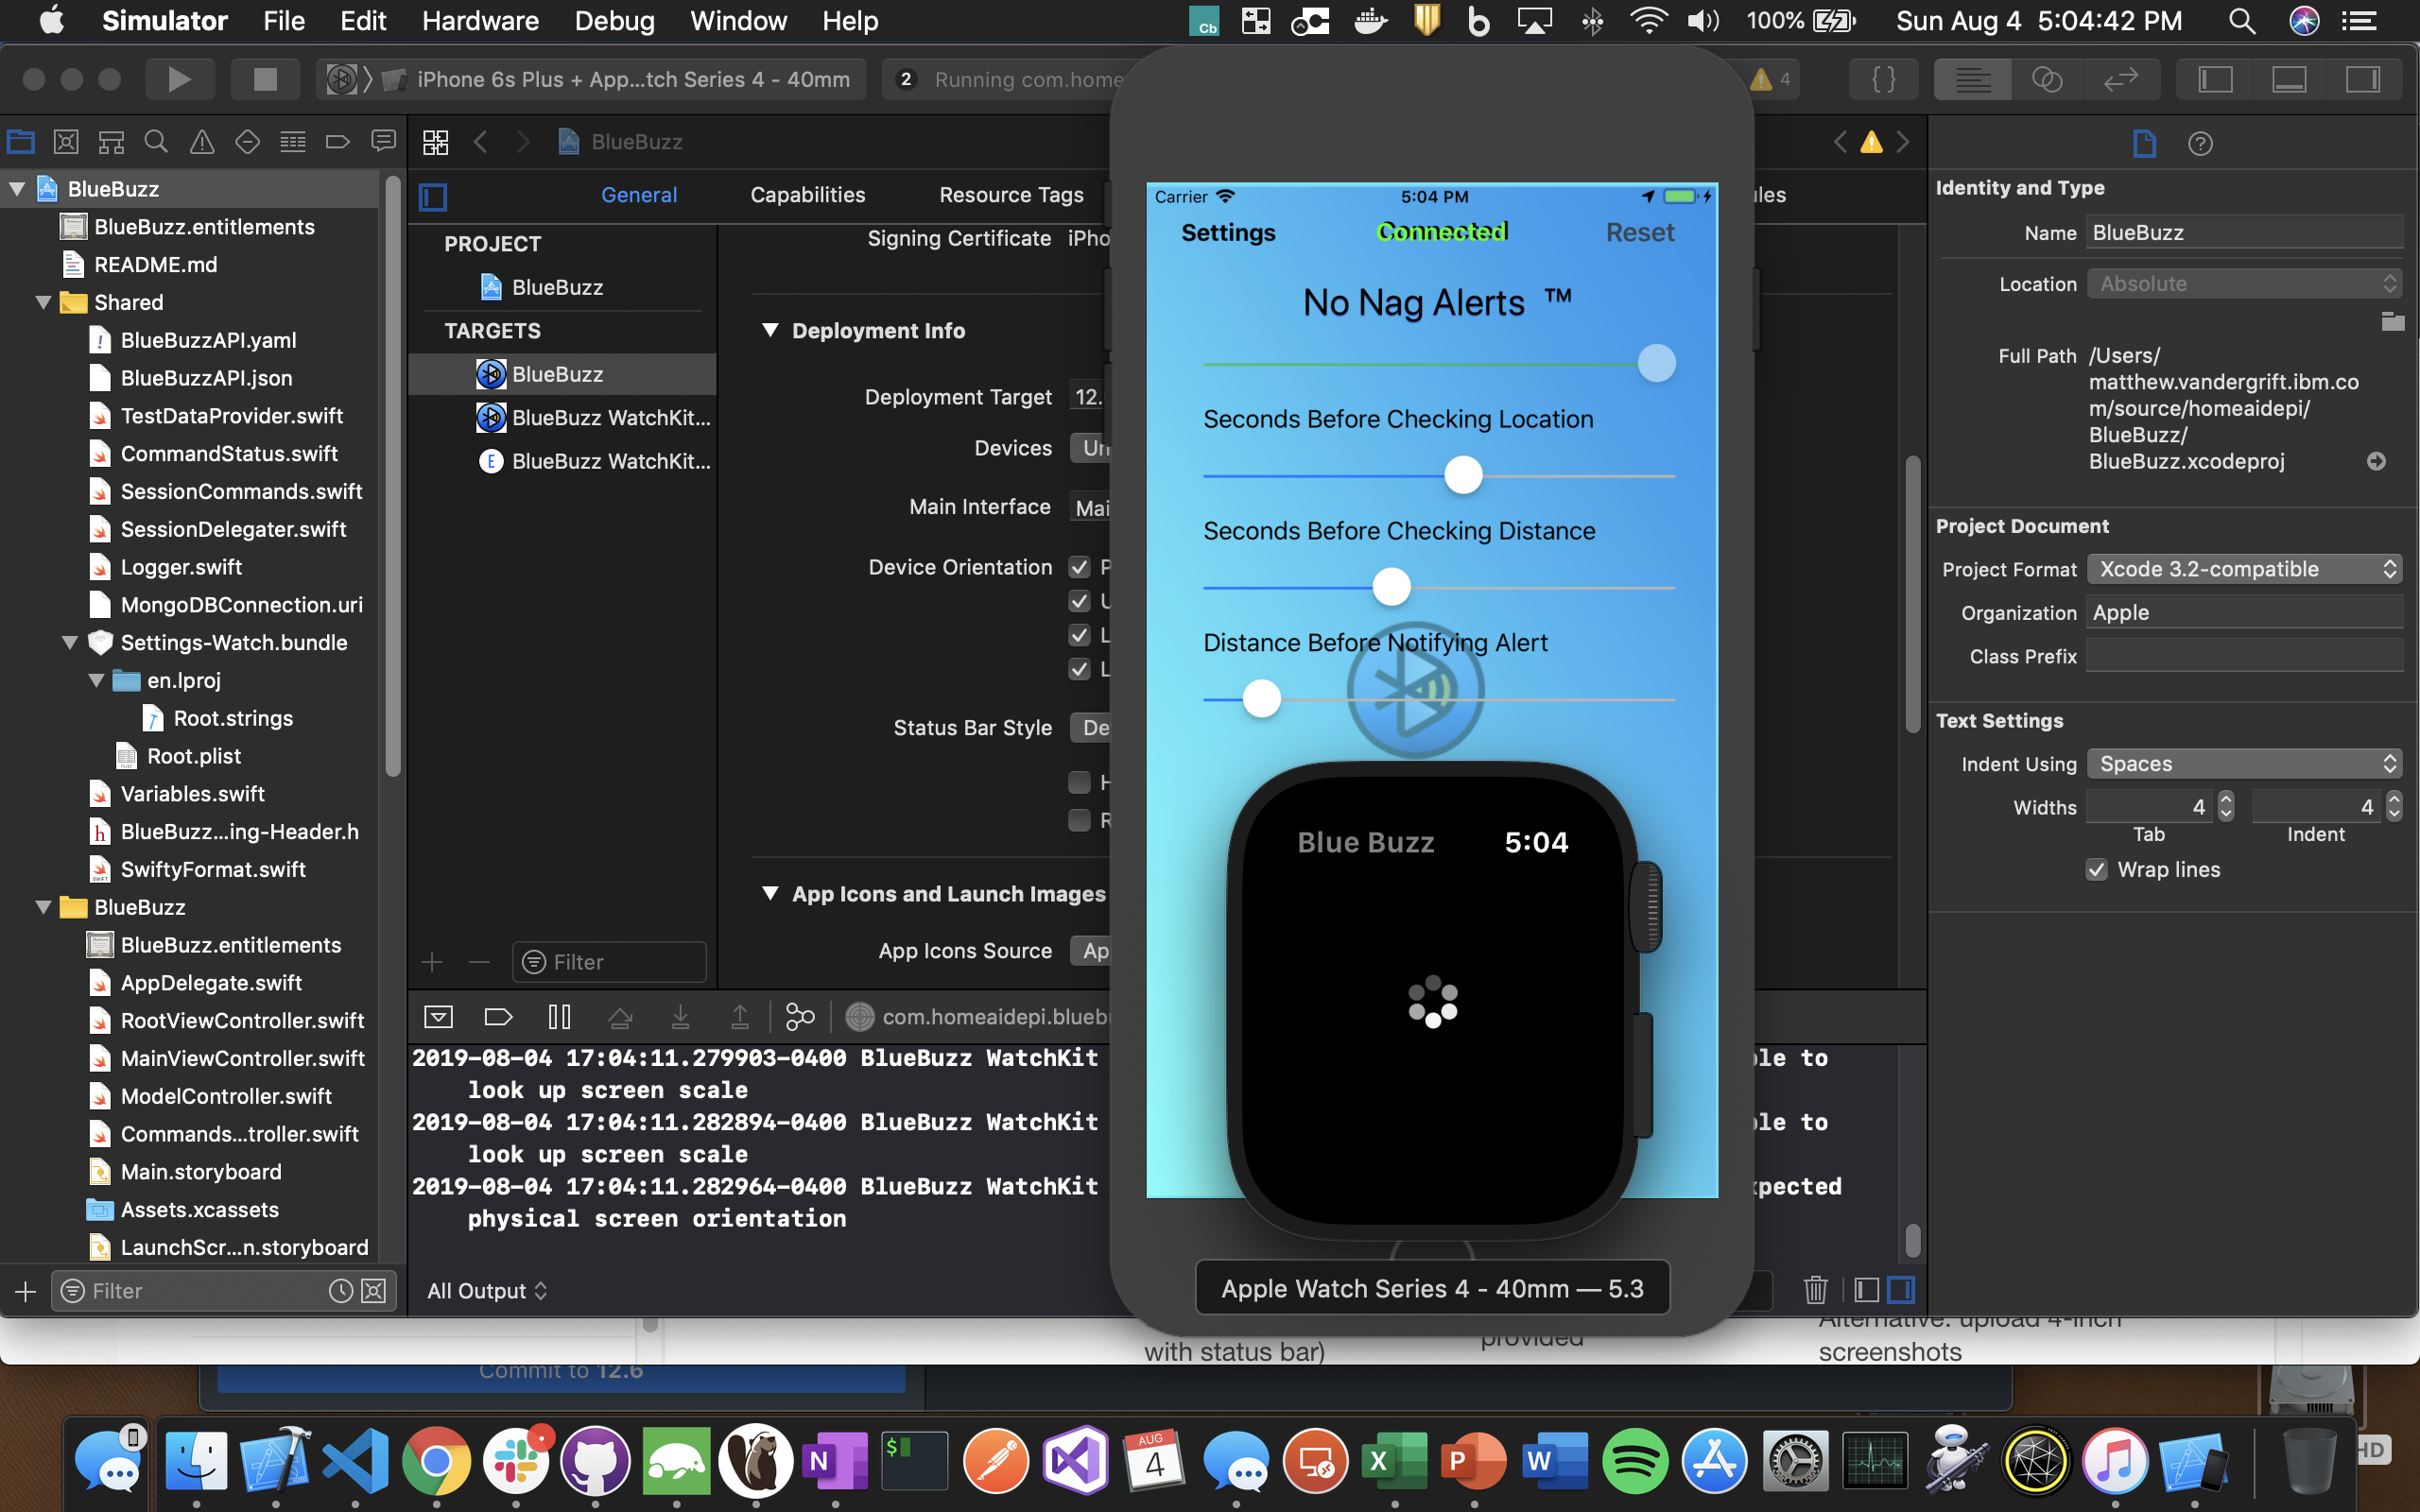 Simulator File Edit Hardware Debug Window Help
Cb 100% Sun Aug 4 5:04:42 PM
iPhone 6s Plus + App...tch Series 4 - 40mm
2 Running com.home
4
BlueBuzz
BlueBuzz
BlueBuzz.entitlements
README.md
Shared
BlueBuzzAPI.yaml
BlueBuzzAPI.json
TestDataProvider.swift
CommandStatus.swift
SessionCommands.swift
SessionDelegater.swift
Logger.swift
MongoDBConnection.uri
Settings-Watch.bundle
en.lproj
Root.strings
Root.plist
Variables.swift
BlueBuzz...ing-Header.h
SwiftyFormat.swift
BlueBuzz
BlueBuzz.entitlements
AppDelegate.swift
RootViewController.swift
MainViewController.swift
ModelController.swift
Commands...troller.swift
Main.storyboard
Assets.xcassets
LaunchScr...n.storyboard
Filter
General Capabilities Resource Tags
PROJECT
BlueBuzz
TARGETS
BlueBuzz
BlueBuzz WatchKit...
E BlueBuzz WatchKit...
Filter
Signing Certificate iPho
Deployment Info
Deployment Target 12.
Devices Un
Main Interface Mai
Device Orientation P
U
L
L
Status Bar Style De
H
R
App Icons and Launch Images
App Icons Source Ap
com.homeaidepi.bluebu
2019-08-04 17:04:11.279903-0400 BlueBuzz WatchKit
ole to
look up screen scale
2019-08-04 17:04:11.282894-0400 BlueBuzz WatchKit
ole to
look up screen scale
2019-08-04 17:04:11.282964-0400 BlueBuzz WatchKit
pected
physical screen orientation
All Output
Carrier 5:04 PM
Settings Connected Reset
No Nag Alerts ™
Seconds Before Checking Location
Seconds Before Checking Distance
Distance Before Notifying Alert
Blue Buzz 5:04
Apple Watch Series 4 - 40mm — 5.3
Identity and Type
Name BlueBuzz
Location Absolute
Full Path /Users/
matthew.vandergrift.ibm.co
m/source/homeaidepi/
BlueBuzz/
BlueBuzz.xcodeproj
Project Document
Project Format Xcode 3.2-compatible
Organization Apple
Class Prefix
Text Settings
Indent Using Spaces
Widths 4 4
Tab Indent
Wrap lines
with status bar)
provided
Alternative: upload 4-inch
screenshots
Commit to 12.6
AUG
4
N
X
P
W
HD